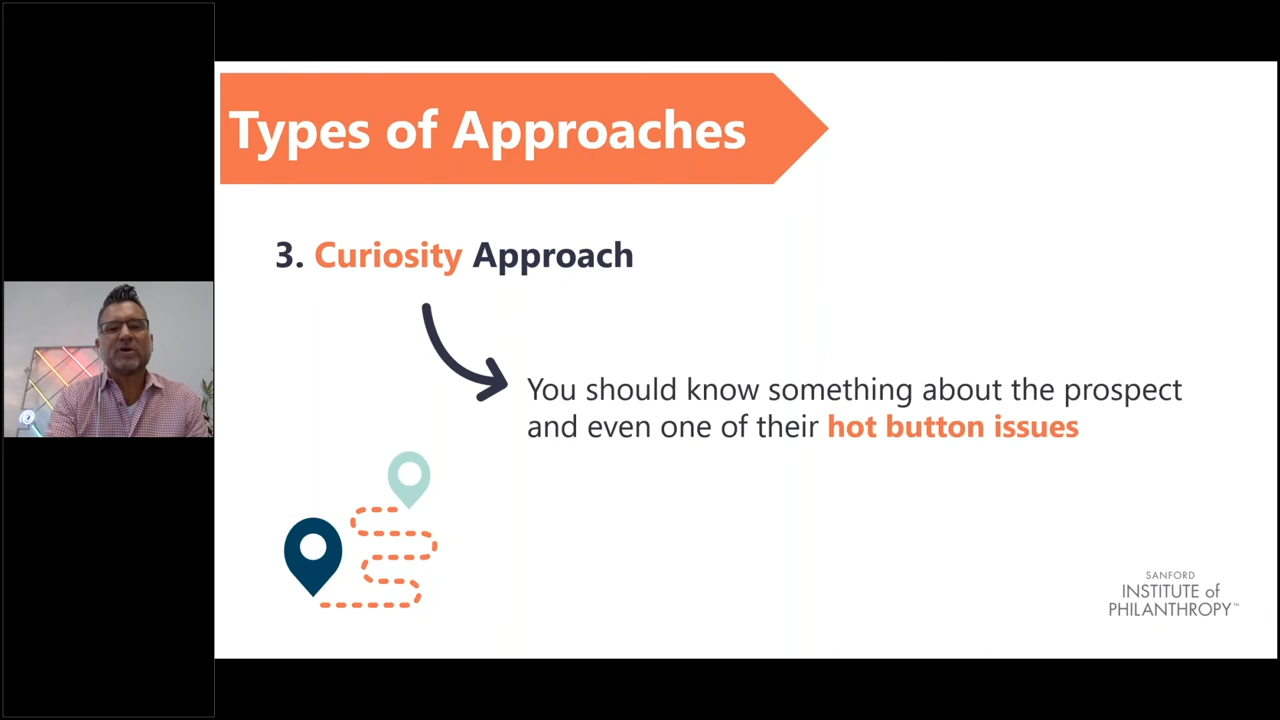 Types of Approaches
3. Curiosity Approach
You should know something about the prospect
and even one of their hot button issues
SANFORD
INSTITUTE of
PHILANTHROPY™